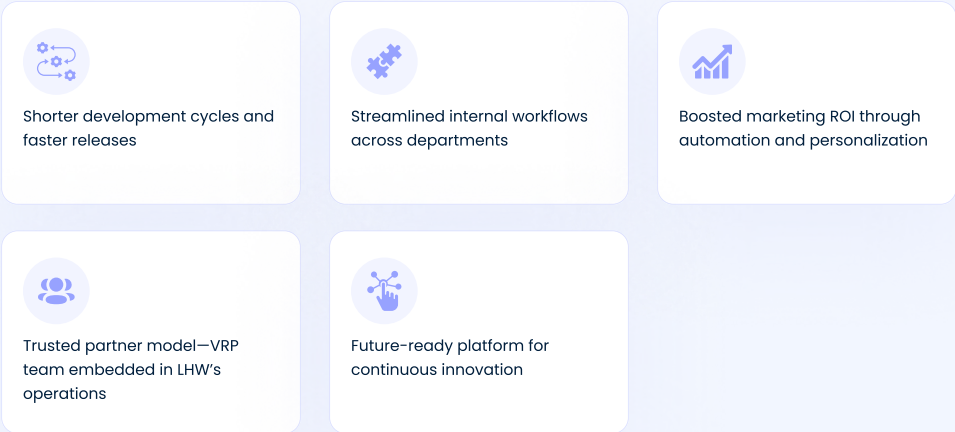 Shorter development cycles and
faster releases
Streamlined internal workflows
across departments
Boosted marketing ROI through
automation and personalization
Trusted partner model—VRP
team embedded in LHW’s
operations
Future-ready platform for
continuous innovation